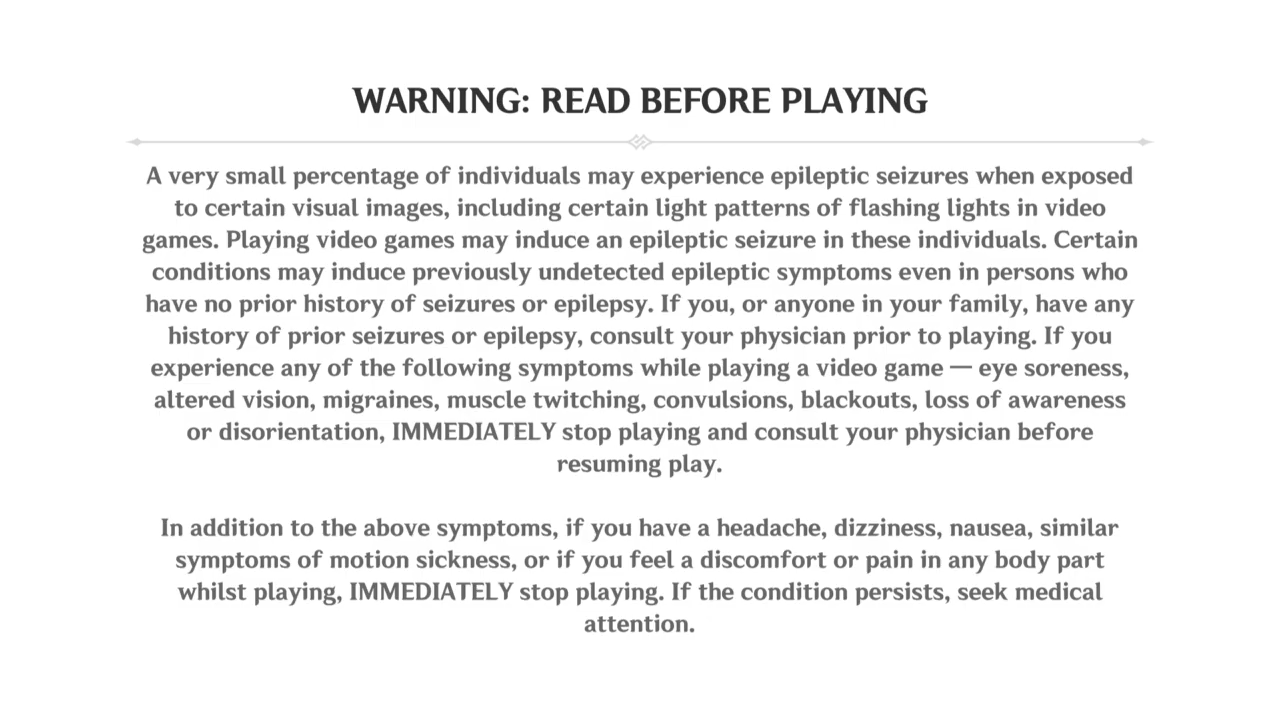 WARNING: READ BEFORE PLAYING
A very small percentage of individuals may experience epileptic seizures when exposed
to certain visual images, including certain light patterns of flashing lights in video
games. Playing video games may induce an epileptic seizure in these individuals. Certain
conditions may induce previously undetected epileptic symptoms even in persons who
have no prior history of seizures or epilepsy. If you, or anyone in your family, have any
history of prior seizures or epilepsy, consult your physician prior to playing. If you
experience any of the following symptoms while playing a video game — eye soreness,
altered vision, migraines, muscle twitching, convulsions, blackouts, loss of awareness
or disorientation, IMMEDIATELY stop playing and consult your physician before
resuming play.
In addition to the above symptoms, if you have a headache, dizziness, nausea, similar
symptoms of motion sickness, or if you feel a discomfort or pain in any body part
whilst playing, IMMEDIATELY stop playing. If the condition persists, seek medical
attention.